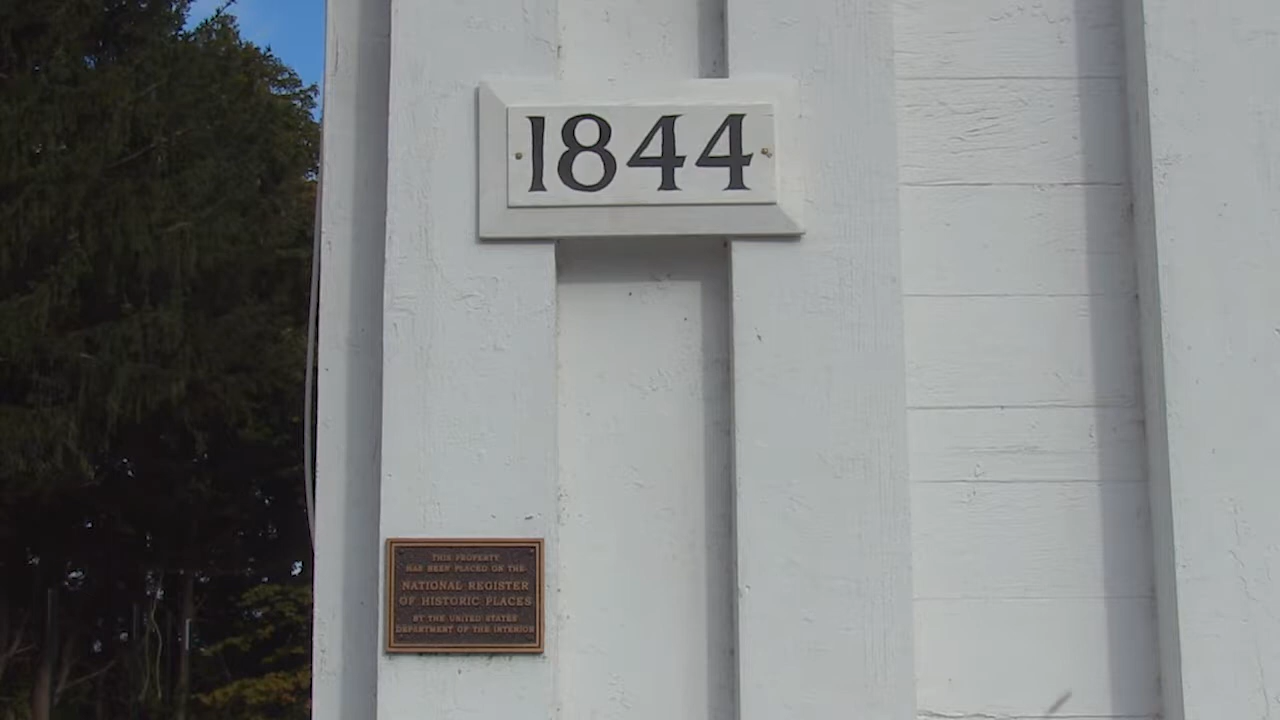 1844
THIS PROPERTY
HAS BEEN PLACED ON THE
NATIONAL REGISTER
OF HISTORIC PLACES
BY THE UNITED STATES
DEPARTMENT OF THE INTERIOR